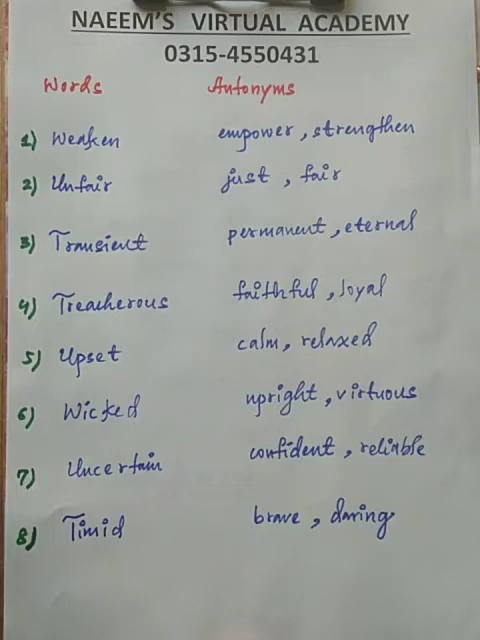 NAEEM'S VIRTUAL ACADEMY
0315-4550431
Words Antonyms
1) Weaken empower, strengthen
2) Unfair just, fair
3) Transient permanent, eternal
4) Treacherous faithful, loyal
5) Upset calm, relaxed
6) Wicked upright, virtuous
7) Uncertain confident, reliable
8) Timid brave, daring